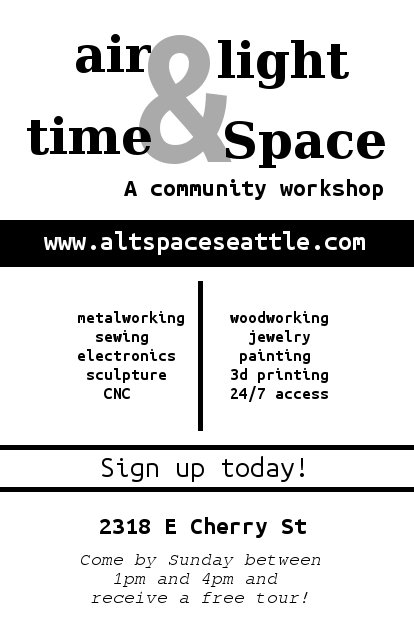 air & light
time & Space
A community workshop
www.altspaceseattle.com
metalworking
sewing
electronics
sculpture
CNC
woodworking
jewelry
painting
3d printing
24/7 access
Sign up today!
2318 E Cherry St
Come by Sunday between
1pm and 4pm and
receive a free tour!